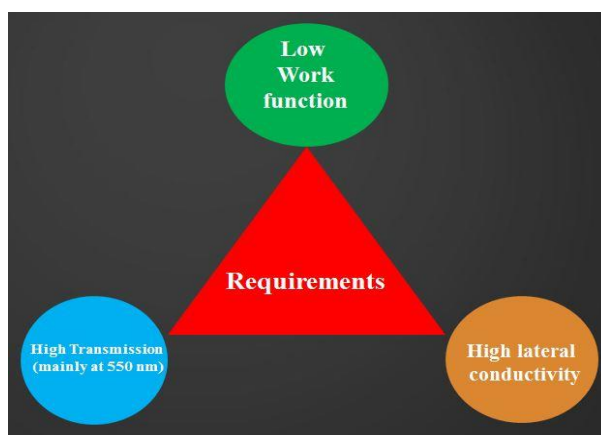 Low
Work
function
Requirements
High Transmission
(mainly at 550 nm)
High lateral
conductivity